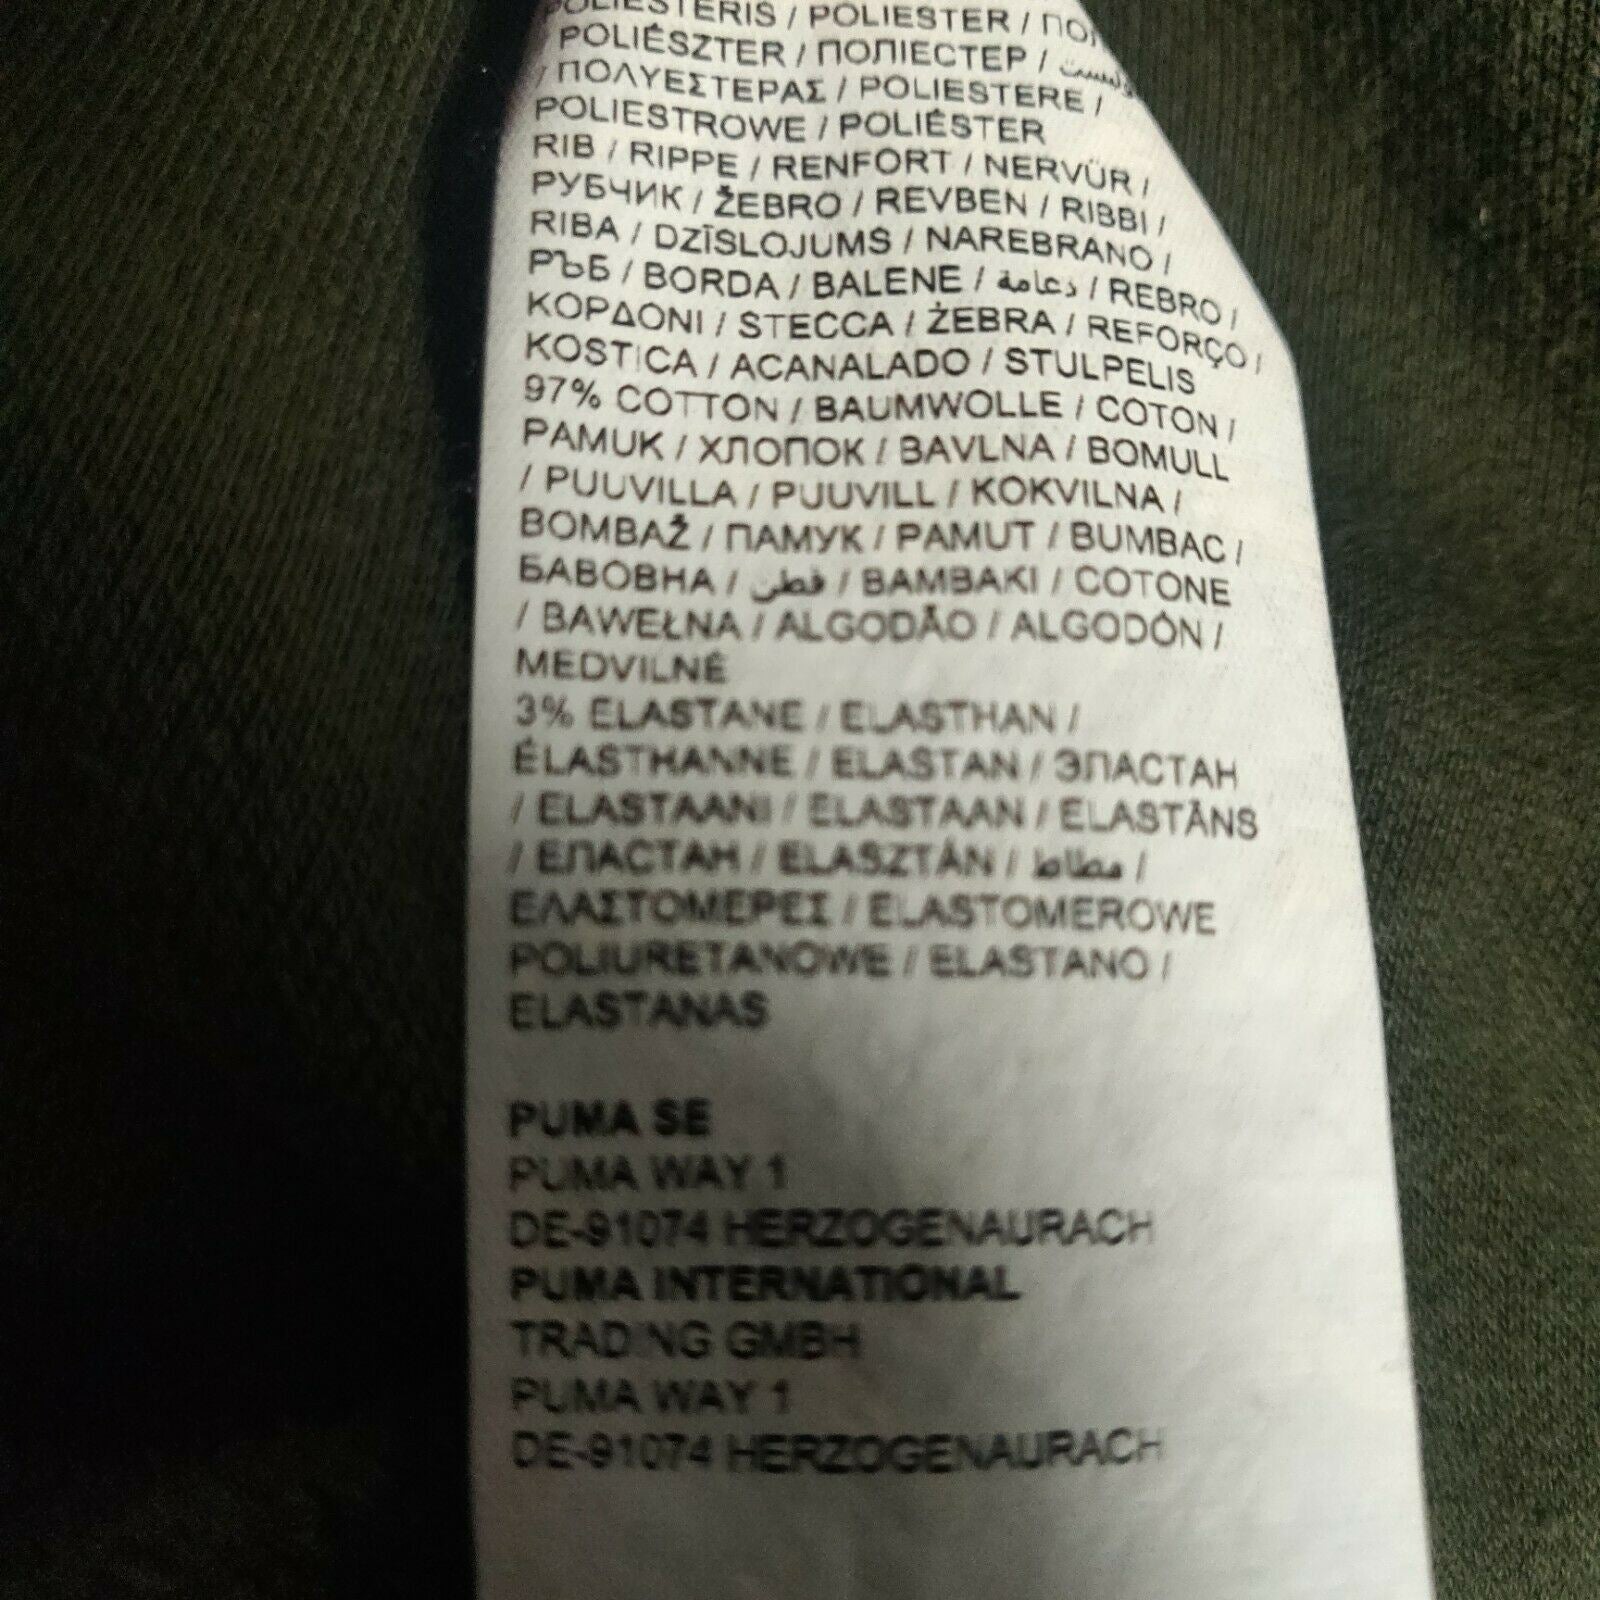 POLIESTERIS / POLIESTER /
POLIÉSZTER / ПОЛІЕСТЕР /
/ ΠΟΛΥΕΣΤΕΡΑΣ / POLIESTERE /
POLIESTROWE / POLIÉSTER
RIB / RIPPE / RENFORT / NERVÜR /
РУБЧИК / ŽEBRO / REVBEN / RIBBI /
RIBA / DZĪSLOJUMS / NAREBRANO /
РЪБ / BORDA / BALENE / دعامة / REBRO /
ΚΟΡΔΟΝΙ / STECCA / ŻEBRA / REFORÇO /
KOSTICA / ACANALADO / STULPELIS
97% COTTON / BAUMWOLLE / COTON /
PAMUK / ХЛОПОК / BAVLNA / BOMULL
/ PUUVILLA / PUUVILL / KOKVILNA /
BOMBAŽ / ПАМУК / PAMUT / BUMBAC /
БАВОВНА / قطن / ΒΑΜΒΑΚΙ / COTONE
/ BAWEŁNA / ALGODÃO / ALGODÓN /
MEDVILNĖ
3% ELASTANE / ELASTHAN /
ÉLASTHANNE / ELASTAN / ЭЛАСТАН
/ ELASTAANI / ELASTAAN / ELASTĀNS
/ ЕЛАСТАН / ELASZTÁN / مطاط /
ΕΛΑΣΤΟΜΕΡΕΣ / ELASTOMEROWE
POLIURETANOWE / ELASTANO /
ELASTANAS
PUMA SE
PUMA WAY 1
DE-91074 HERZOGENAURACH
PUMA INTERNATIONAL
TRADING GMBH
PUMA WAY 1
DE-91074 HERZOGENAURACH